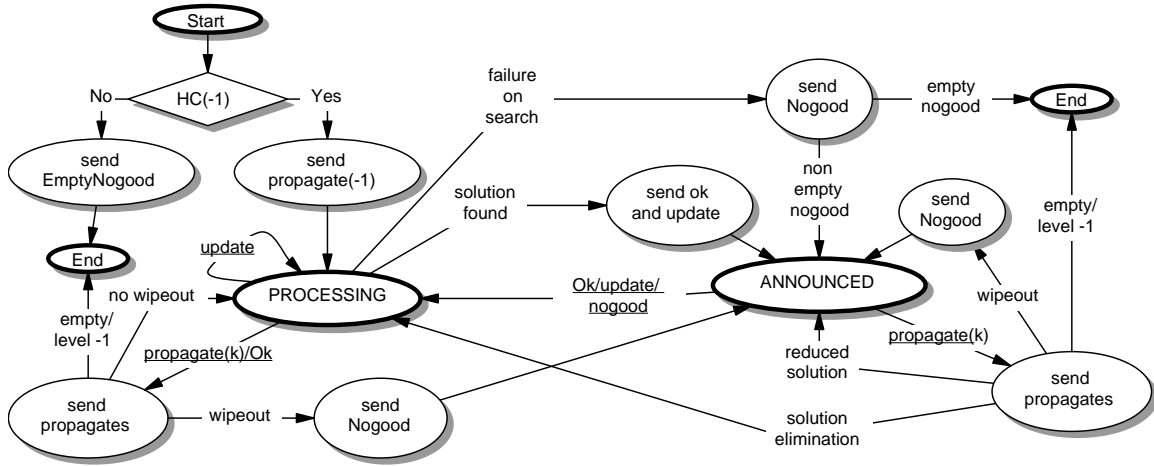 Start
HC(-1)
No
Yes
send
EmptyNogood
send
propagate(-1)
End
update
PROCESSING
no wipeout
empty/
level -1
propagate(k)/Ok
send
propagates
wipeout
send
Nogood
failure
on
search
solution
found
send
Nogood
empty
nogood
End
non
empty
nogood
send ok
and update
send
Nogood
empty/
level -1
Ok/update/
nogood
ANNOUNCED
wipeout
propagate(k)
reduced
solution
send
propagates
solution
elimination